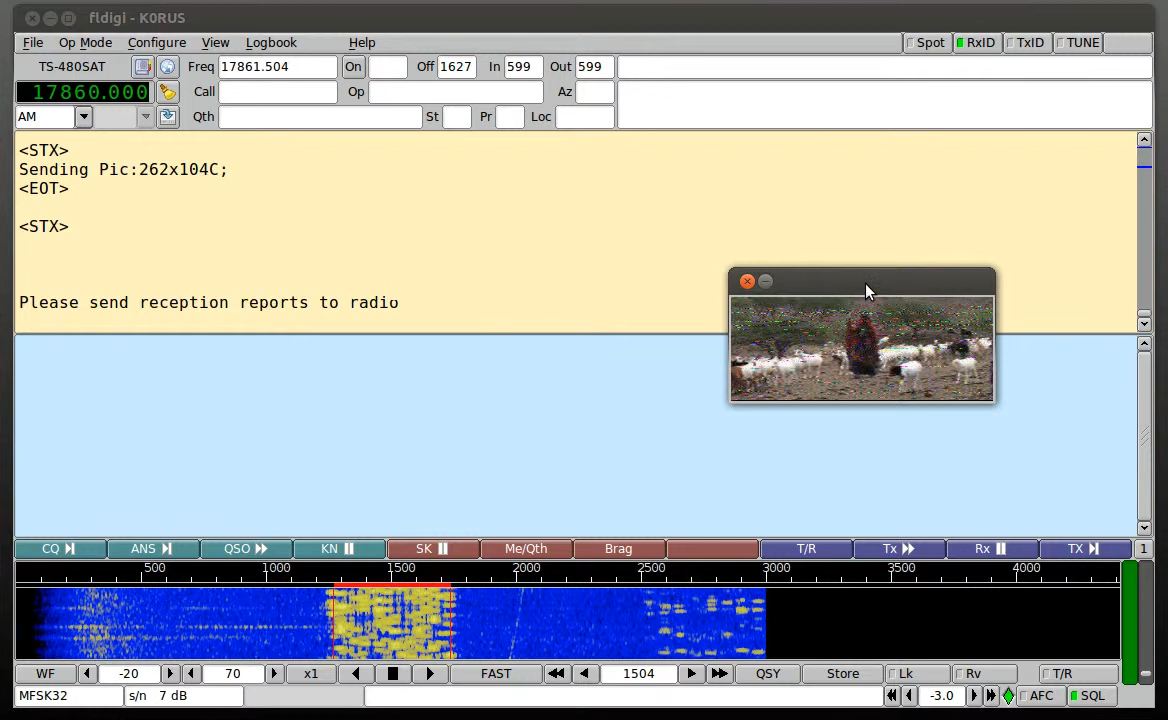 fldigi - K0RUS
File Op Mode Configure View Logbook Help Spot RxID TxID TUNE
TS-480SAT Freq 17861.504 On Off 1627 In 599 Out 599
17860.000 Call Op Az
AM Qth St Pr Loc
<STX>
Sending Pic:262x104C;
<EOT>
<STX>
Please send reception reports to radio
CQ ANS QSO KN SK Me/Qth Brag T/R Tx Rx TX 1
500 1000 1500 2000 2500 3000 3500 4000
WF -20 70 x1 FAST 1504 QSY Store Lk Rv T/R
MFSK32 s/n 7 dB -3.0 AFC SQL